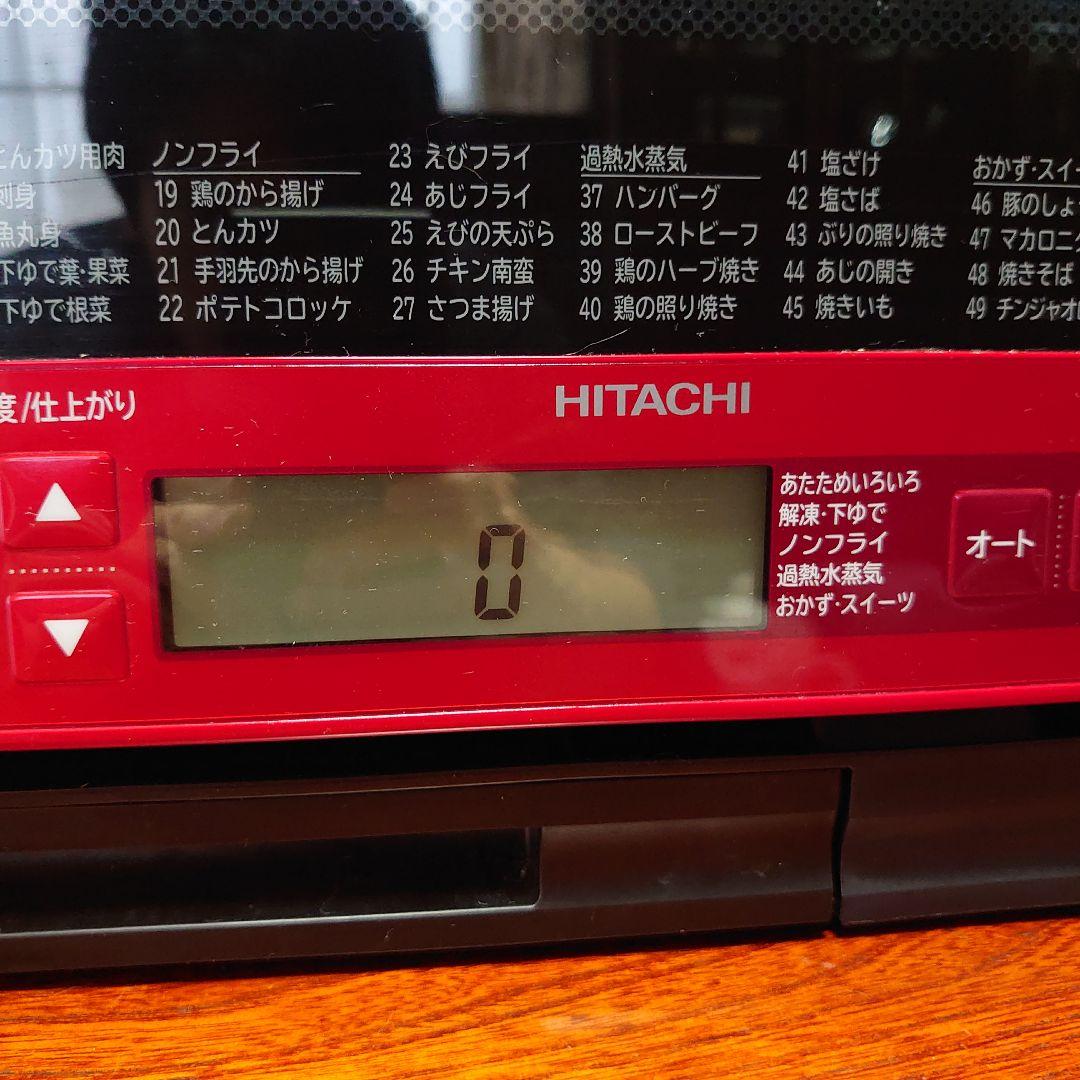 とんカツ用肉
刺身
魚丸身
下ゆで葉・果菜
下ゆで根菜
ノンフライ
19 鶏のから揚げ
20 とんカツ
21 手羽先のから揚げ
22 ポテトコロッケ
23 えびフライ
24 あじフライ
25 えびの天ぷら
26 チキン南蛮
27 さつま揚げ
過熱水蒸気
37 ハンバーグ
38 ローストビーフ
39 鶏のハーブ焼き
40 鶏の照り焼き
41 塩ざけ
42 塩さば
43 ぶりの照り焼き
44 あじの開き
45 焼きいも
おかず・スイー
46 豚のしょ
47 マカロニ
48 焼きそば
49 チンジャオ
度/仕上がり
HITACHI
0
あたためいろいろ
解凍・下ゆで
ノンフライ
過熱水蒸気
おかず・スイーツ
オート